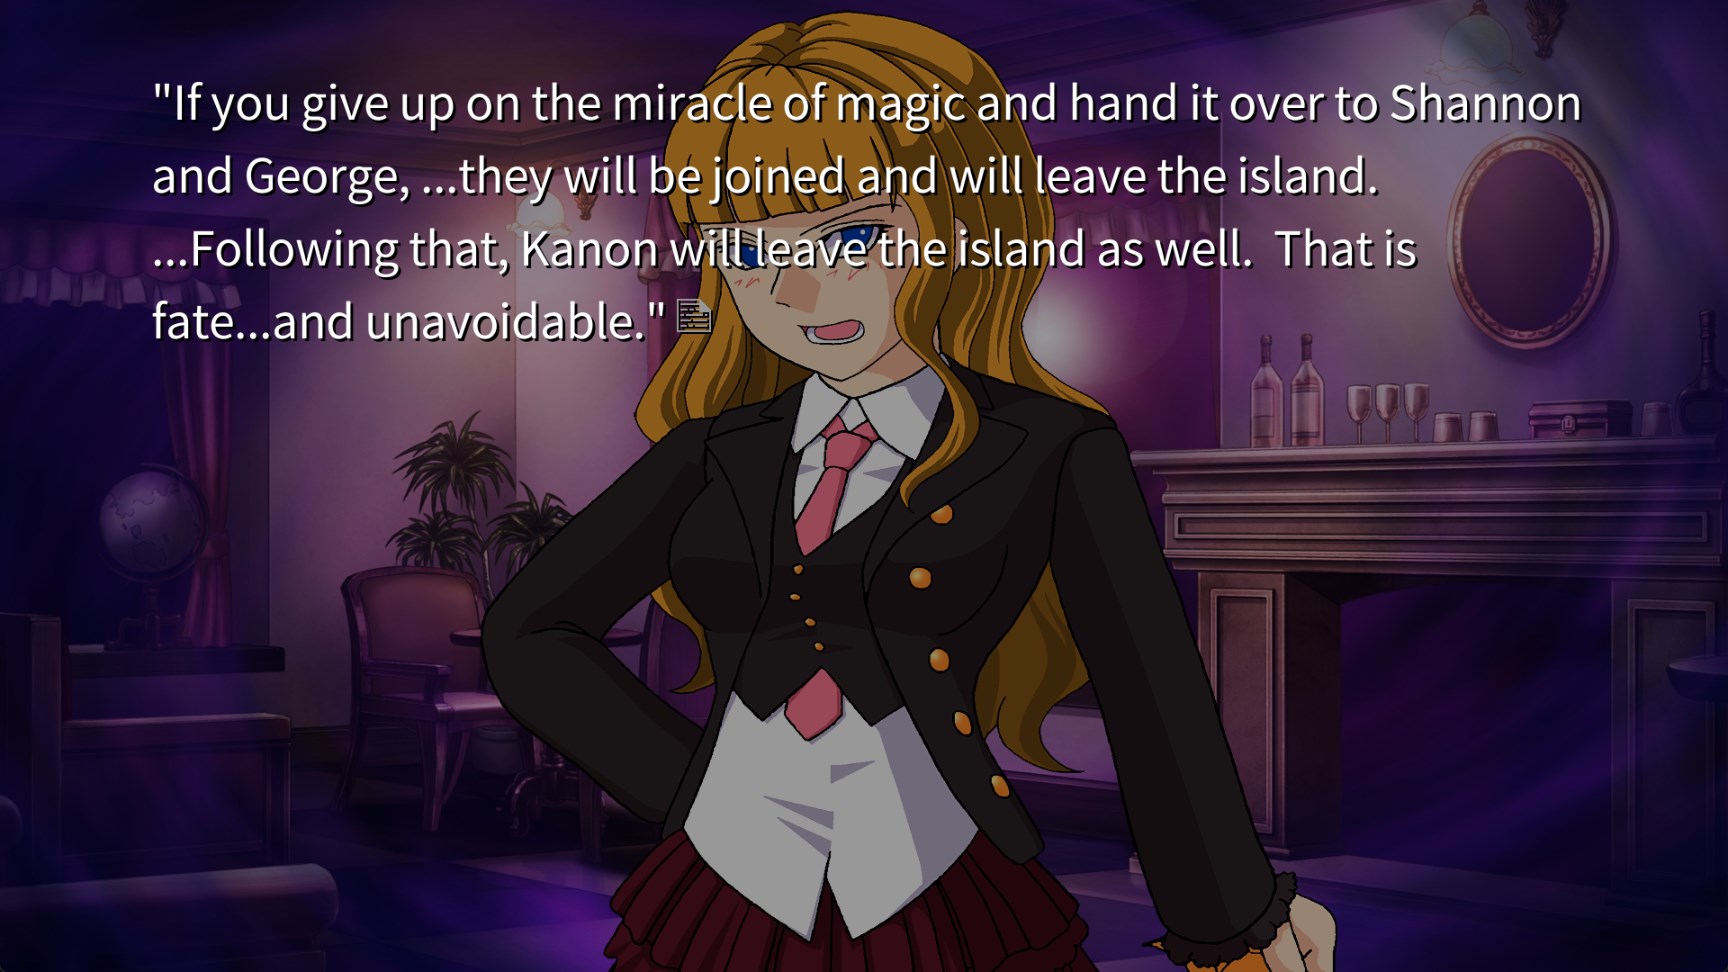 "If you give up on the miracle of magic and hand it over to Shannon
and George, ...they will be joined and will leave the island.
...Following that, Kanon will leave the island as well.  That is
fate...and unavoidable."